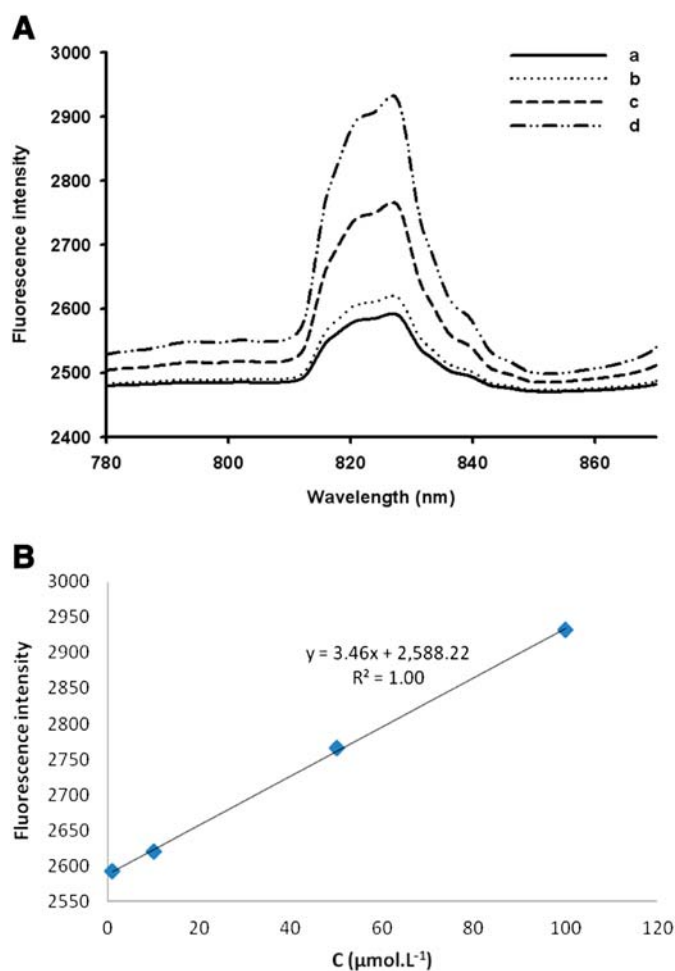 A
3000
2900
2800
2700
2600
2500
2400
Fluorescence intensity
a
b
c
d
780
800
820
840
860
Wavelength (nm)
B
3000
2950
2900
2850
2800
2750
2700
2650
2600
2550
Fluorescence intensity
y = 3.46x + 2,588.22
R² = 1.00
0
20
40
60
80
100
120
C (µmol.L⁻¹)